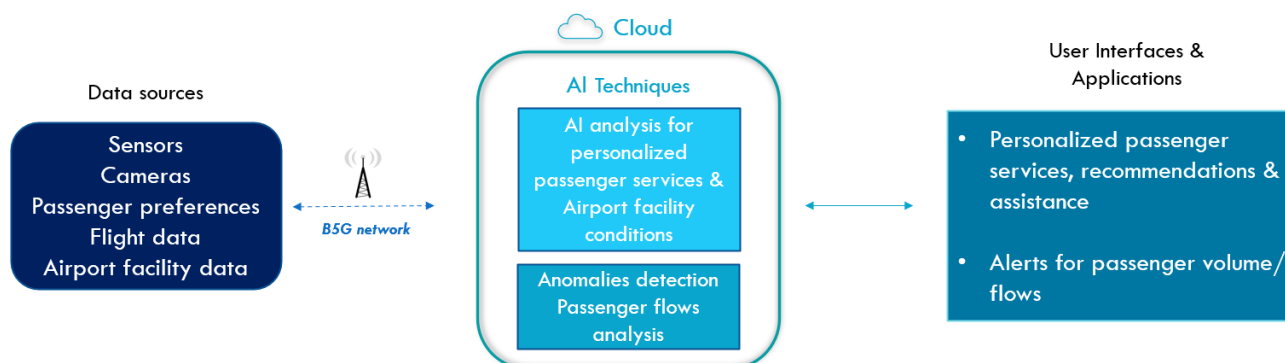 Cloud
Data sources
Sensors
Cameras
Passenger preferences
Flight data
Airport facility data
B5G network
AI Techniques
AI analysis for
personalized
passenger services &
Airport facility
conditions
Anomalies detection
Passenger flows
analysis
User Interfaces &
Applications
• Personalized passenger
services, recommendations &
assistance
• Alerts for passenger volume/
flows